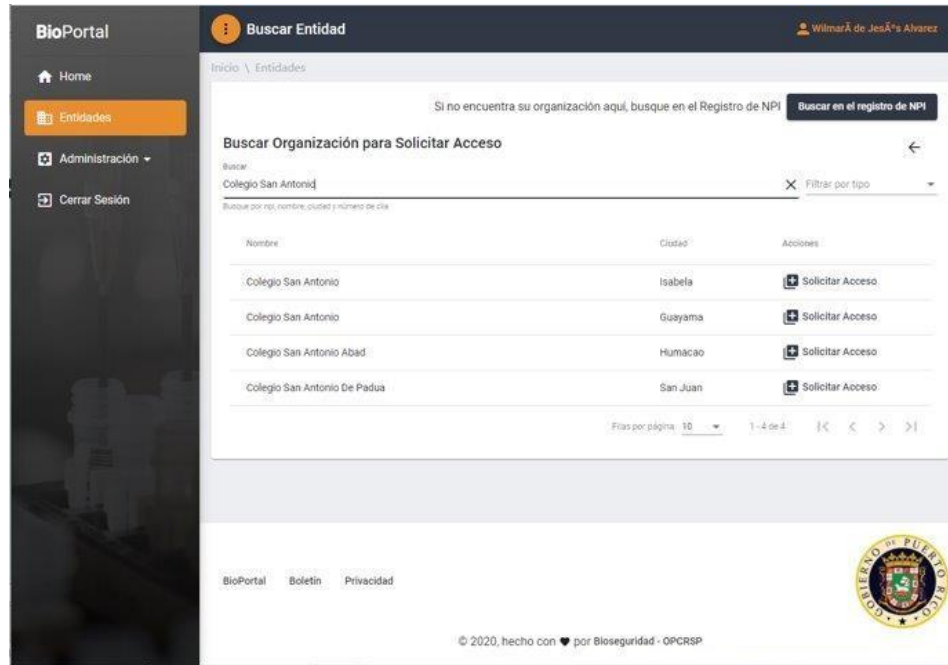 BioPortal
Buscar Entidad
WilmarÃ de JesÃºs Alvarez
Home
Entidades
Administración
Cerrar Sesión
Inicio \ Entidades
Si no encuentra su organización aquí, busque en el Registro de NPI
Buscar en el registro de NPI
Buscar Organización para Solicitar Acceso
Buscar
Colegio San Antonio
Filtrar por tipo
Busque por npi, nombre, ciudad y número de clia
Nombre Ciudad Acciones
Colegio San Antonio Isabela Solicitar Acceso
Colegio San Antonio Guayama Solicitar Acceso
Colegio San Antonio Abad Humacao Solicitar Acceso
Colegio San Antonio De Padua San Juan Solicitar Acceso
Filas por página 10 1-4 de 4
GOBIERNO DE PUERTO RICO
BioPortal Boletín Privacidad
© 2020, hecho con por Bioseguridad - OPCRSP